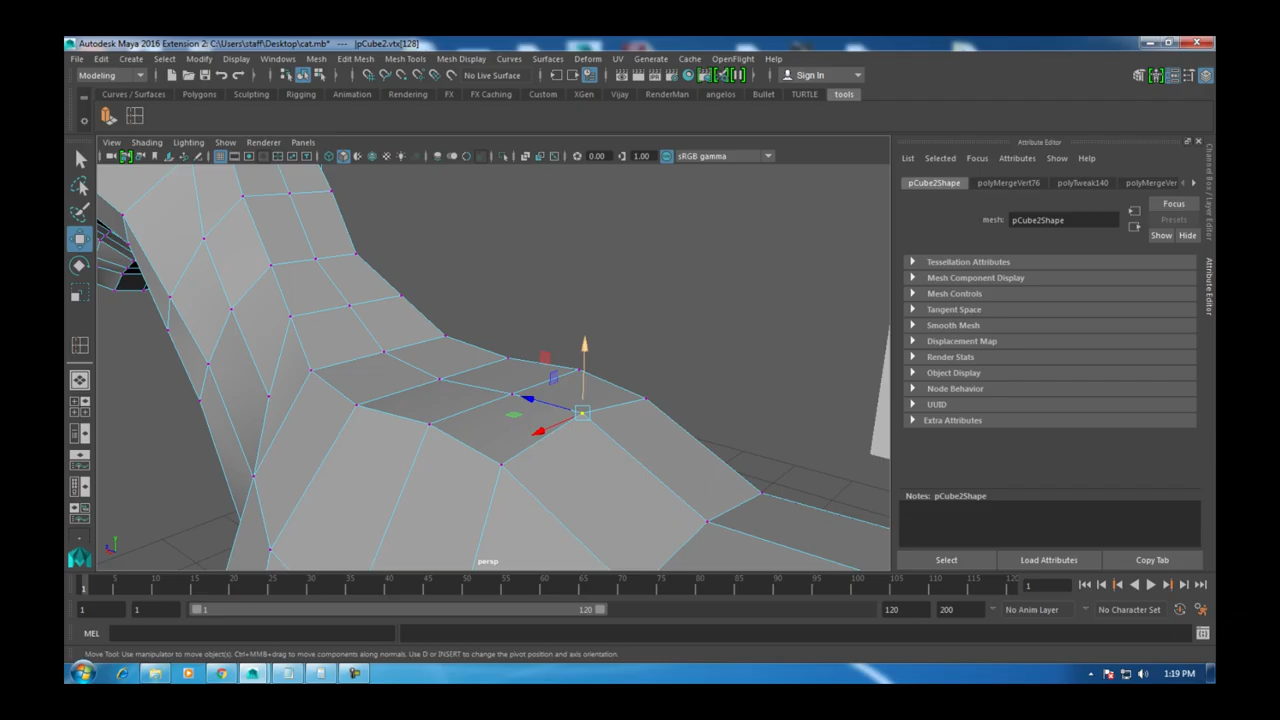 Autodesk Maya 2016 Extension 2: C:\Users\staff\Desktop\cat.mb* --- |pCube2.vtx[128]
File Edit Create Select Modify Display Windows Mesh Edit Mesh Mesh Tools Mesh Display Curves Surfaces Deform UV Generate Cache OpenFlight Help
Modeling No Live Surface Sign In
Curves / Surfaces Polygons Sculpting Rigging Animation Rendering FX FX Caching Custom XGen Vijay RenderMan angelos Bullet TURTLE tools
View Shading Lighting Show Renderer Panels
0.00 1.00 sRGB gamma
Attribute Editor
List Selected Focus Attributes Show Help
pCube2Shape polyMergeVert76 polyTweak140 polyMergeVer
mesh: pCube2Shape
Focus
Presets
Show Hide
Tessellation Attributes
Mesh Component Display
Mesh Controls
Tangent Space
Smooth Mesh
Displacement Map
Render Stats
Object Display
Node Behavior
UUID
Extra Attributes
Notes: pCube2Shape
Select Load Attributes Copy Tab
Channel Box / Layer Editor
Attribute Editor
y
persp
1 5 10 15 20 25 30 35 40 45 50 55 60 65 70 75 80 85 90 95 100 105 110 115 120 1
1 1 1 120 120 200 No Anim Layer No Character Set
MEL
Move Tool: Use manipulator to move object(s). Ctrl+MMB+drag to move components along normals. Use D or INSERT to change the pivot position and axis orientation.
1:19 PM